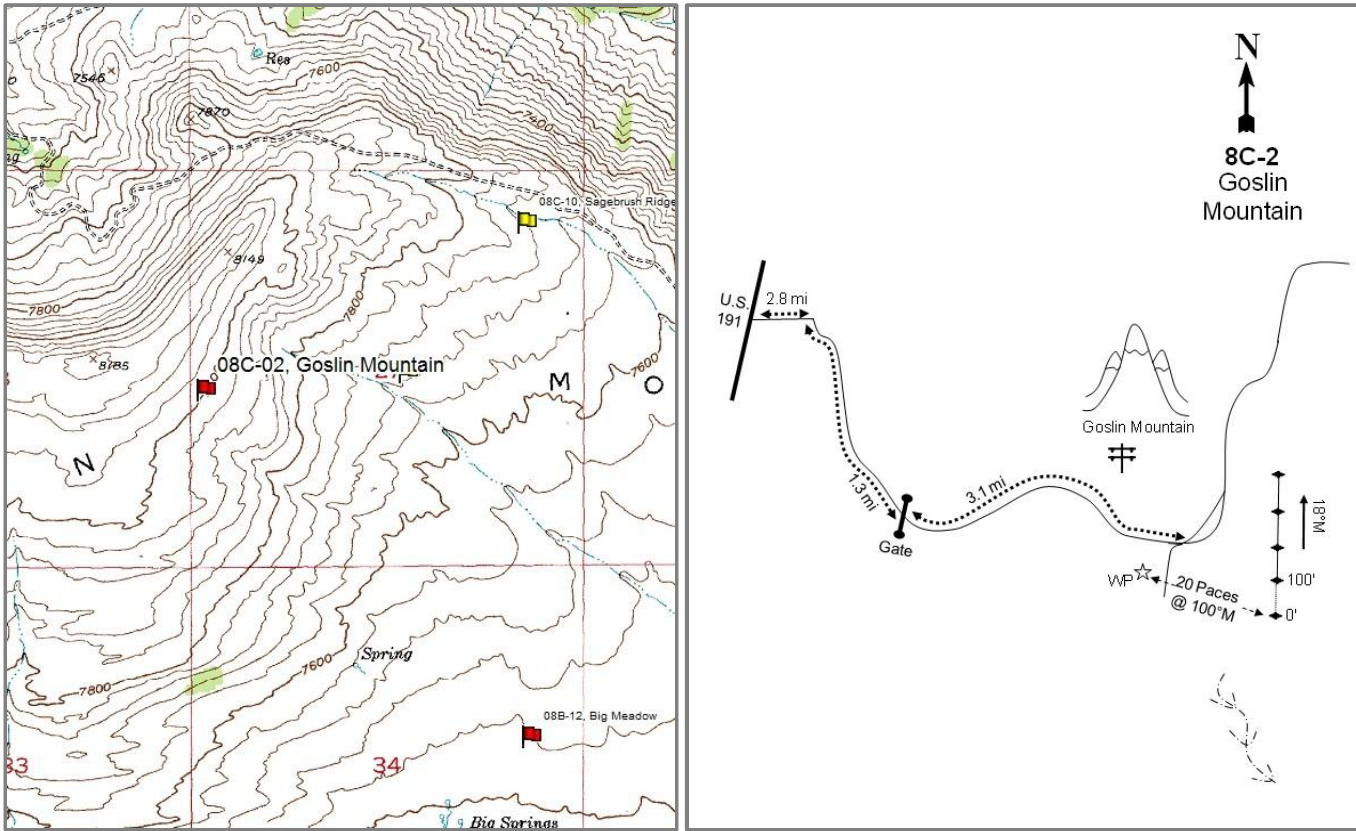 Res
7546
7600
7870
7400
08C-10, Sagebrush Ridge
8149
7800
7800
7600
8185
08C-02, Goslin Mountain
M
O
N
7600
Spring
7800
08B-12, Big Meadow
33
34
Big Springs
N
8C-2
Goslin
Mountain
U.S.
191
2.8 mi
Goslin Mountain
1.3 mi
3.1 mi
18°M
Gate
WP
20 Paces
@ 100°M
100'
0'